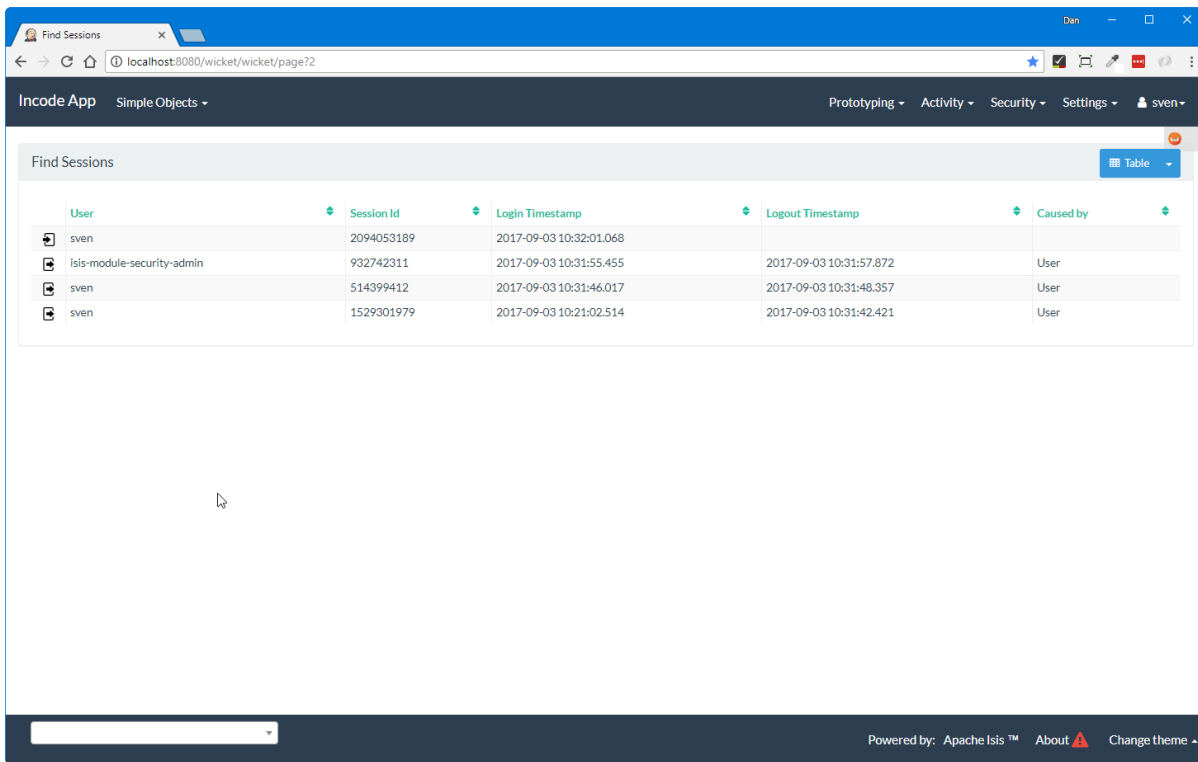 Dan
Find Sessions
localhost:8080/wicket/wicket/page?2
Incode App Simple Objects Prototyping Activity Security Settings sven
Find Sessions Table
User Session Id Login Timestamp Logout Timestamp Caused by
sven 2094053189 2017-09-03 10:32:01.068
isis-module-security-admin 932742311 2017-09-03 10:31:55.455 2017-09-03 10:31:57.872 User
sven 514399412 2017-09-03 10:31:46.017 2017-09-03 10:31:48.357 User
sven 1529301979 2017-09-03 10:21:02.514 2017-09-03 10:31:42.421 User
Powered by: Apache Isis ™ About Change theme